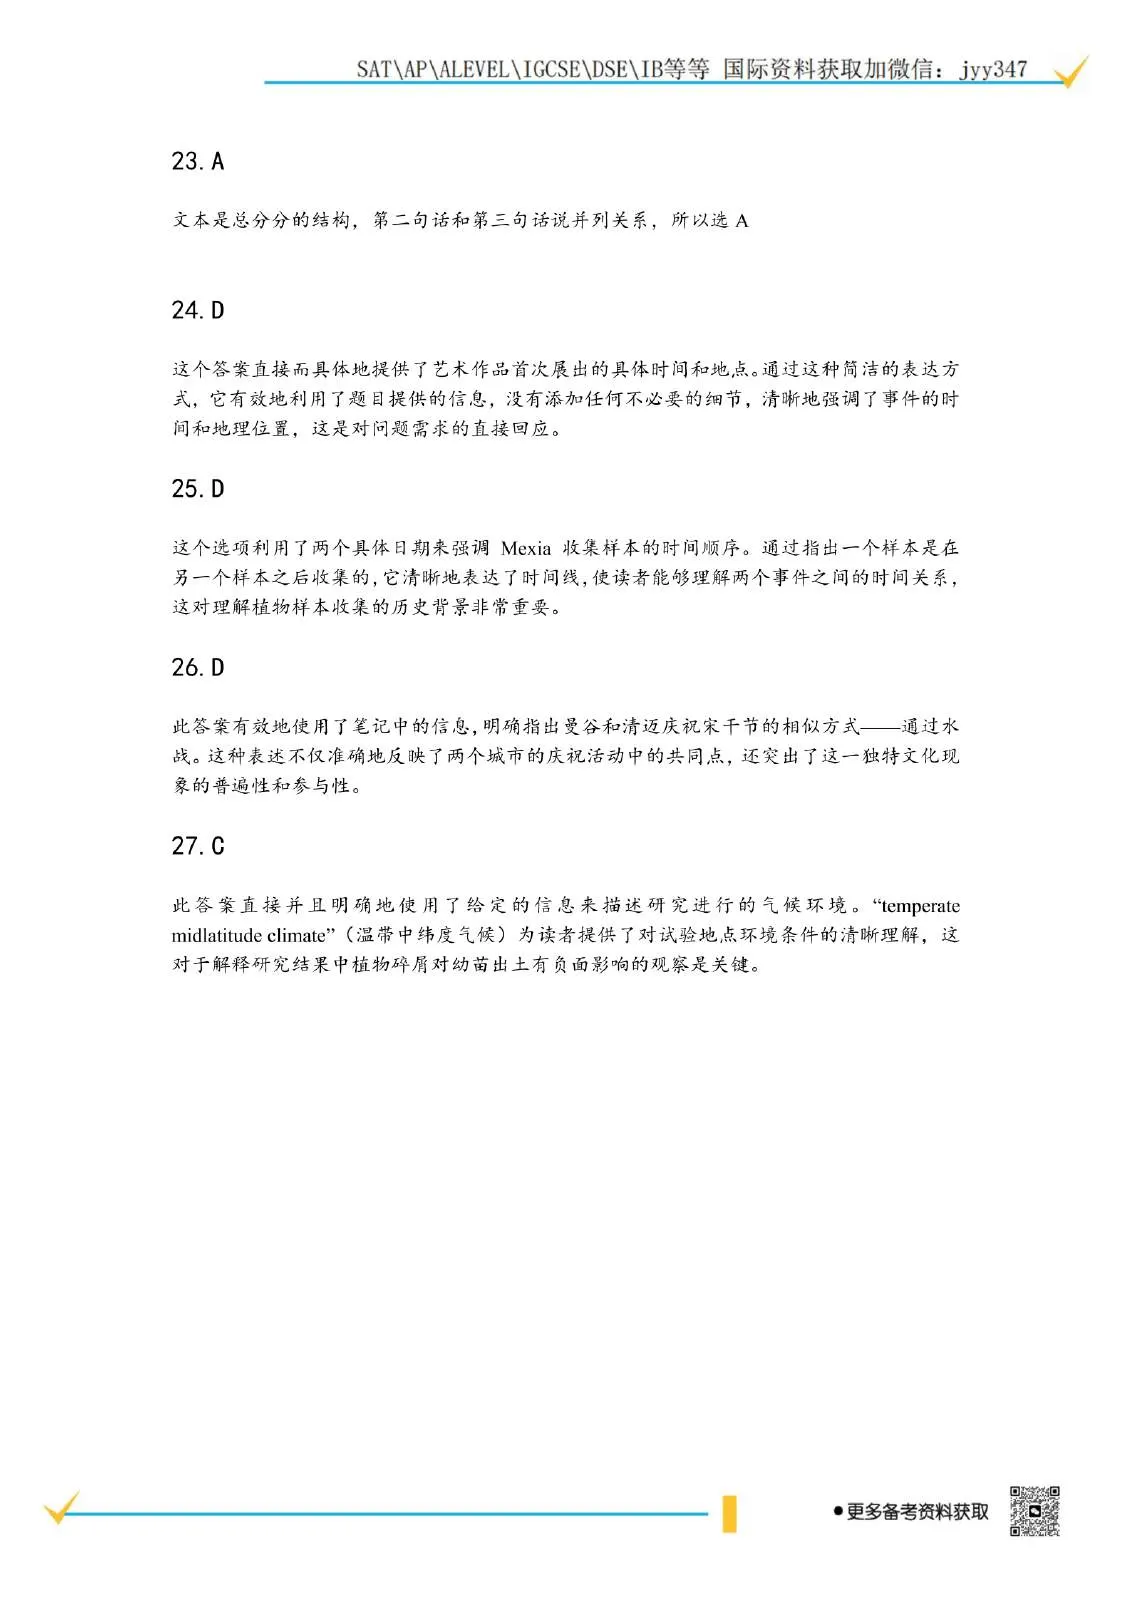 SAT\AP\ALEVEL\IGCSE\DSE\IB等等 国际资料获取加微信：jyy347
23. A
文本是总分分的结构，第二句话和第三句话说并列关系，所以选 A
24. D
这个答案直接而具体地提供了艺术作品首次展出的具体时间和地点。通过这种简洁的表达方
式，它有效地利用了题目提供的信息，没有添加任何不必要的细节，清晰地强调了事件的时
间和地理位置，这是对问题需求的直接回应。
25. D
这个选项利用了两个具体日期来强调 Mexia 收集样本的时间顺序。通过指出一个样本是在
另一个样本之后收集的，它清晰地表达了时间线，使读者能够理解两个事件之间的时间关系，
这对理解植物样本收集的历史背景非常重要。
26. D
此答案有效地使用了笔记中的信息，明确指出曼谷和清迈庆祝宋干节的相似方式——通过水
战。这种表述不仅准确地反映了两个城市的庆祝活动中的共同点，还突出了这一独特文化现
象的普遍性和参与性。
27. C
此答案直接并且明确地使用了给定的信息来描述研究进行的气候环境。“temperate
midlatitude climate”（温带中纬度气候）为读者提供了对试验地点环境条件的清晰理解，这
对于解释研究结果中植物碎屑对幼苗出土有负面影响的观察是关键。
●更多备考资料获取